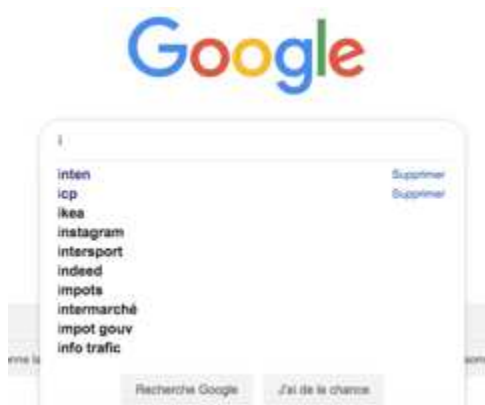 Google
i
inten Supprimer
icp Supprimer
ikea
instagram
intersport
indeed
impots
intermarché
impot gouv
info trafic
Recherche Google J'ai de la chance